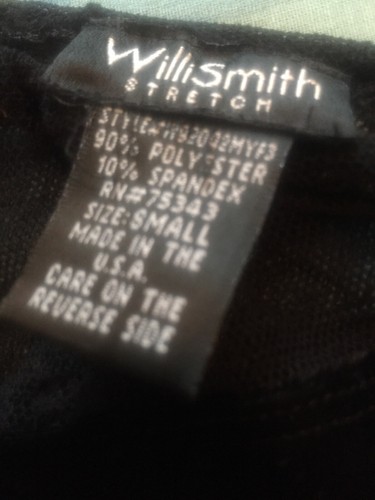 WilliSmith
STRETCH
90% POLYESTER
10% SPANDEX
RN#75343
SIZE:SMALL
MADE IN THE
U.S.A.
CARE ON THE
REVERSE SIDE